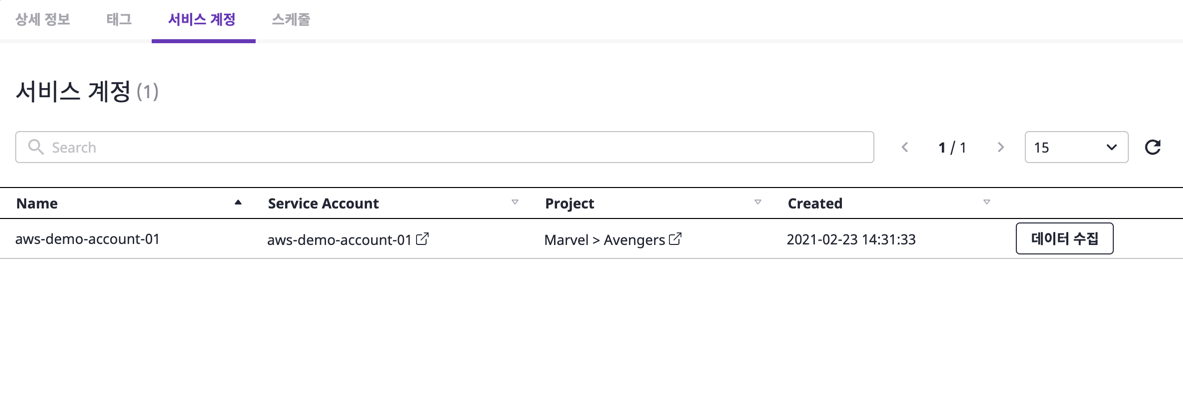 상세 정보 태그 서비스 계정 스케줄
서비스 계정 (1)
Search 1 / 1 15
Name Service Account Project Created
aws-demo-account-01 aws-demo-account-01 Marvel > Avengers 2021-02-23 14:31:33 데이터 수집